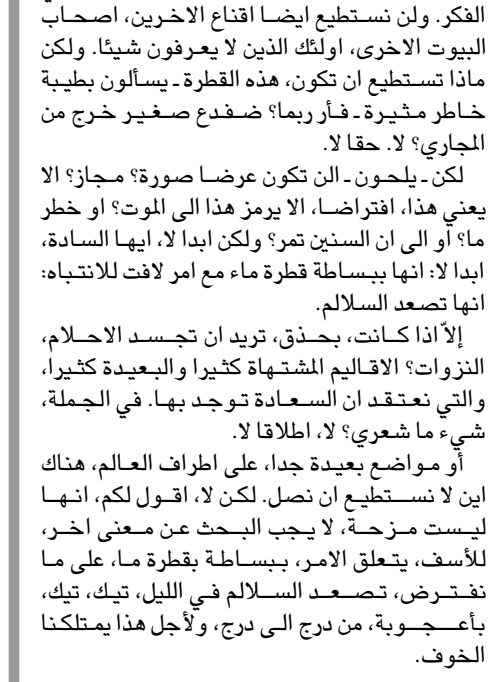 الفكر. ولن نستطيع ايضا اقناع الاخرين، اصحاب
البيوت الاخرى، اولئك الذين لا يعرفون شيئا. ولكن
ماذا تستطيع ان تكون، هذه القطرة ـ يسألون بطيبة
خاطر مثيرة ـ فأر ربما؟ ضفدع صغير خرج من
المجاري؟ لا. حقا لا.
لكن ـ يلحون ـ الن تكون عرضا صورة؟ مجاز؟ الا
يعني هذا، افتراضا، الا يرمز هذا الى الموت؟ او خطر
ما؟ أو الى ان السنين تمر؟ ولكن ابدا لا، ايها السادة،
ابدا لا: انها ببساطة قطرة ماء مع امر لافت للانتباه:
انها تصعد السلالم.
إلاّ اذا كانت، بحذق، تريد ان تجسد الاحلام،
النزوات؟ الاقاليم المشتهاة كثيرا والبعيدة كثيرا،
والتي نعتقد ان السعادة توجد بها. في الجملة،
شيء ما شعري؟ لا، اطلاقا لا.
أو مواضع بعيدة جدا، على اطراف العالم، هناك
اين لا نستطيع ان نصل. لكن لا، اقول لكم، انها
ليست مزحة، لا يجب البحث عن معنى اخر،
للأسف، يتعلق الامر، ببساطة بقطرة ما، على ما
نفترض، تصعد السلالم في الليل، تيك، تيك،
بأعجوبة، من درج الى درج، ولأجل هذا يمتلكنا
الخوف.